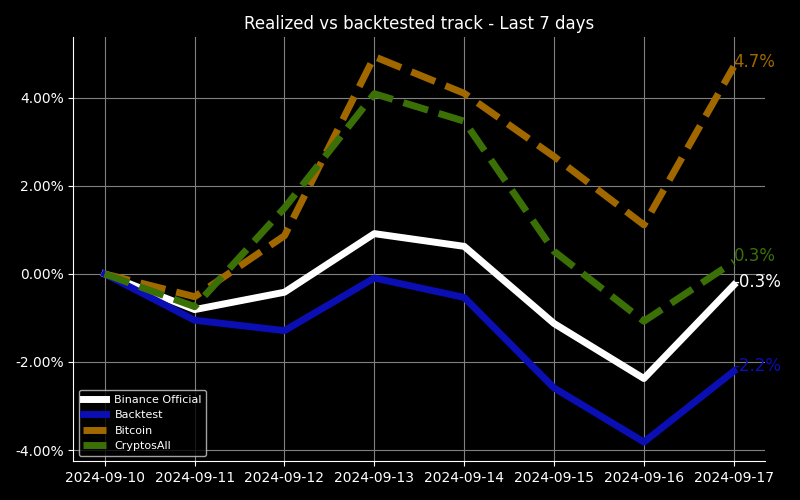 Realized vs backtested track - Last 7 days
4.7%
4.00%
2.00%
0.3%
0.00%
-0.3%
-2.00%
-2.2%
Binance Official
Backtest
Bitcoin
CryptosAll
-4.00%
2024-09-10 2024-09-11 2024-09-12 2024-09-13 2024-09-14 2024-09-15 2024-09-16 2024-09-17